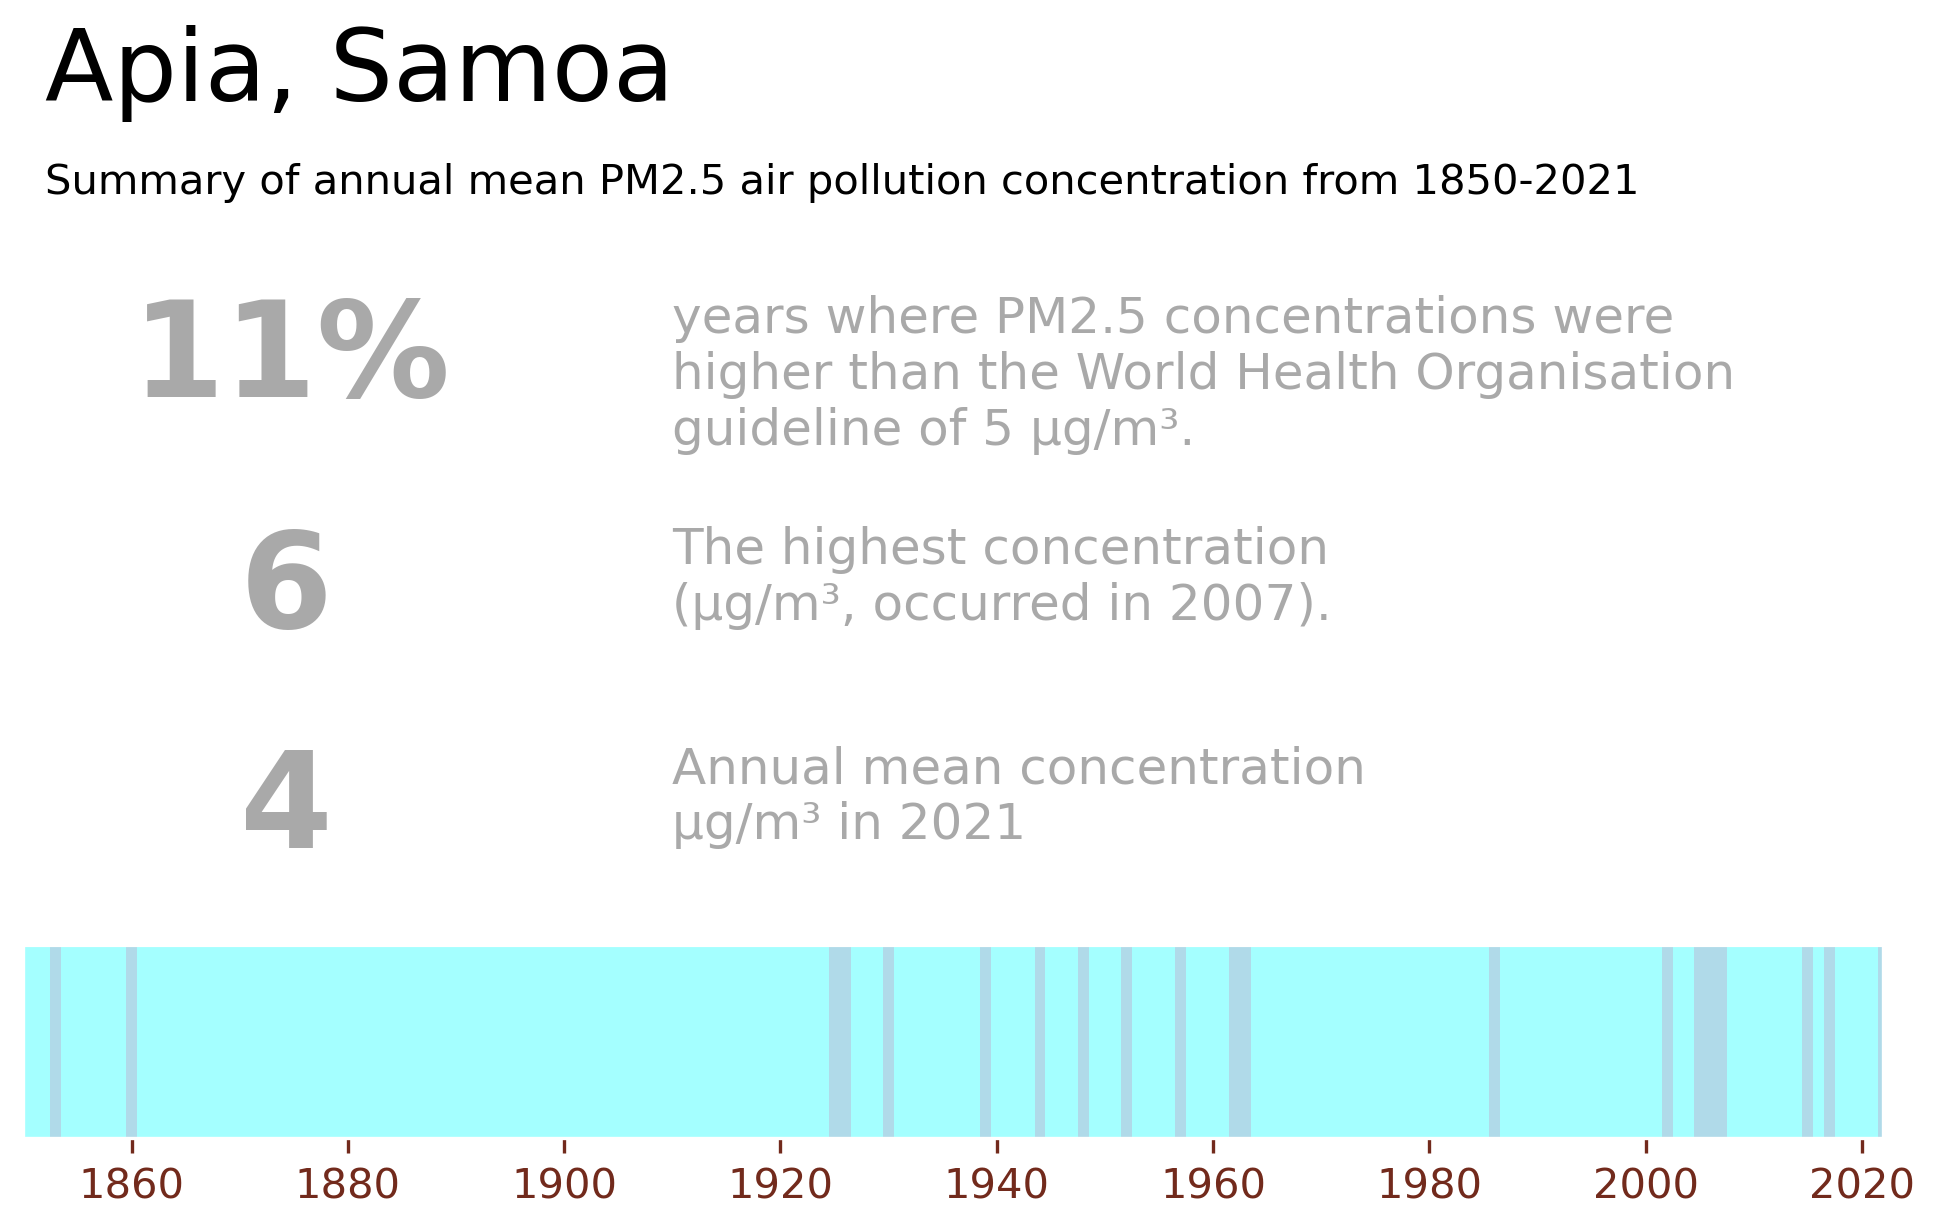 Apia, Samoa
Summary of annual mean PM2.5 air pollution concentration from 1850-2021
11%
years where PM2.5 concentrations were
higher than the World Health Organisation
guideline of 5 µg/m³.
6
The highest concentration
(µg/m³, occurred in 2007).
4
Annual mean concentration
µg/m³ in 2021
1860 1880 1900 1920 1940 1960 1980 2000 2020